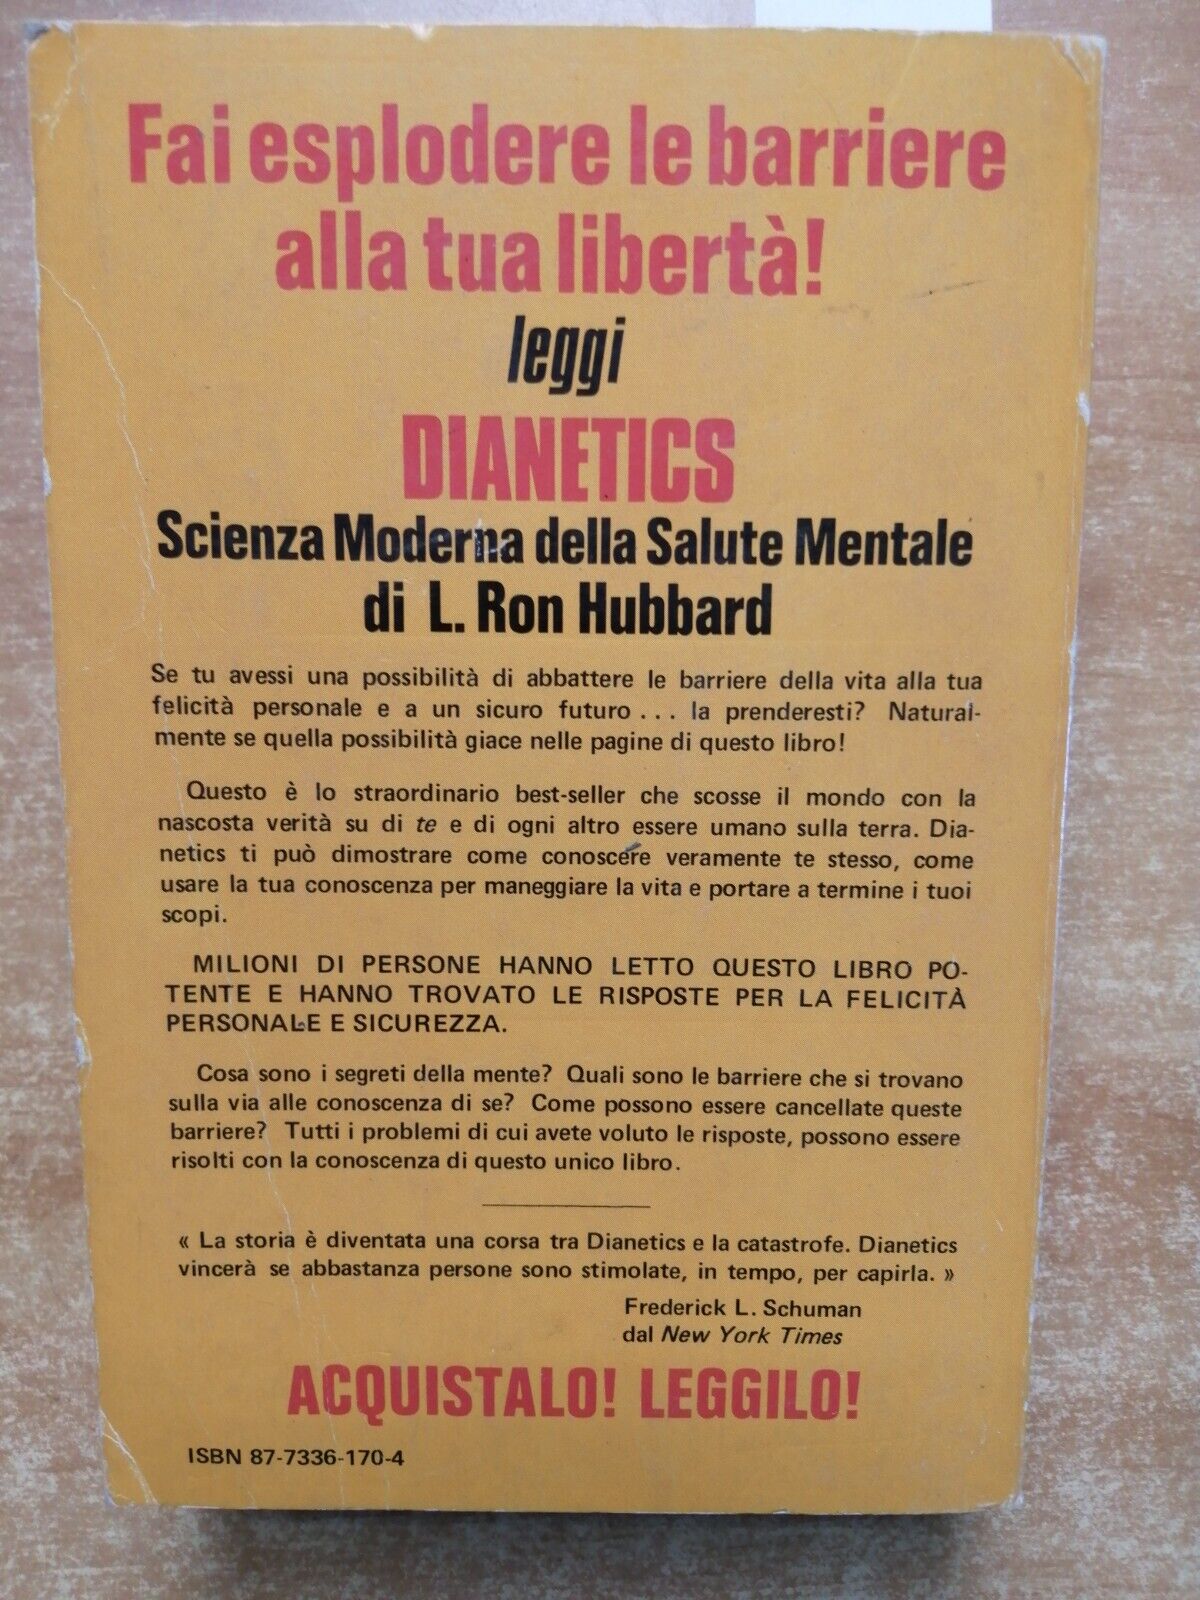 Fai esplodere le barriere
alla tua libertà!
leggi
DIANETICS
Scienza Moderna della Salute Mentale
di L. Ron Hubbard
Se tu avessi una possibilità di abbattere le barriere della vita alla tua
felicità personale e a un sicuro futuro . . . la prenderesti? Natural-
mente se quella possibilità giace nelle pagine di questo libro!
Questo è lo straordinario best-seller che scosse il mondo con la
nascosta verità su di te e di ogni altro essere umano sulla terra. Dia-
netics ti può dimostrare come conoscere veramente te stesso, come
usare la tua conoscenza per maneggiare la vita e portare a termine i tuoi
scopi.
MILIONI DI PERSONE HANNO LETTO QUESTO LIBRO PO-
TENTE E HANNO TROVATO LE RISPOSTE PER LA FELICITÀ
PERSONALE E SICUREZZA.
Cosa sono i segreti della mente? Quali sono le barriere che si trovano
sulla via alle conoscenza di se? Come possono essere cancellate queste
barriere? Tutti i problemi di cui avete voluto le risposte, possono essere
risolti con la conoscenza di questo unico libro.
« La storia è diventata una corsa tra Dianetics e la catastrofe. Dianetics
vincerà se abbastanza persone sono stimolate, in tempo, per capirla. »
Frederick L. Schuman
dal New York Times
ACQUISTALO! LEGGILO!
ISBN 87-7336-170-4